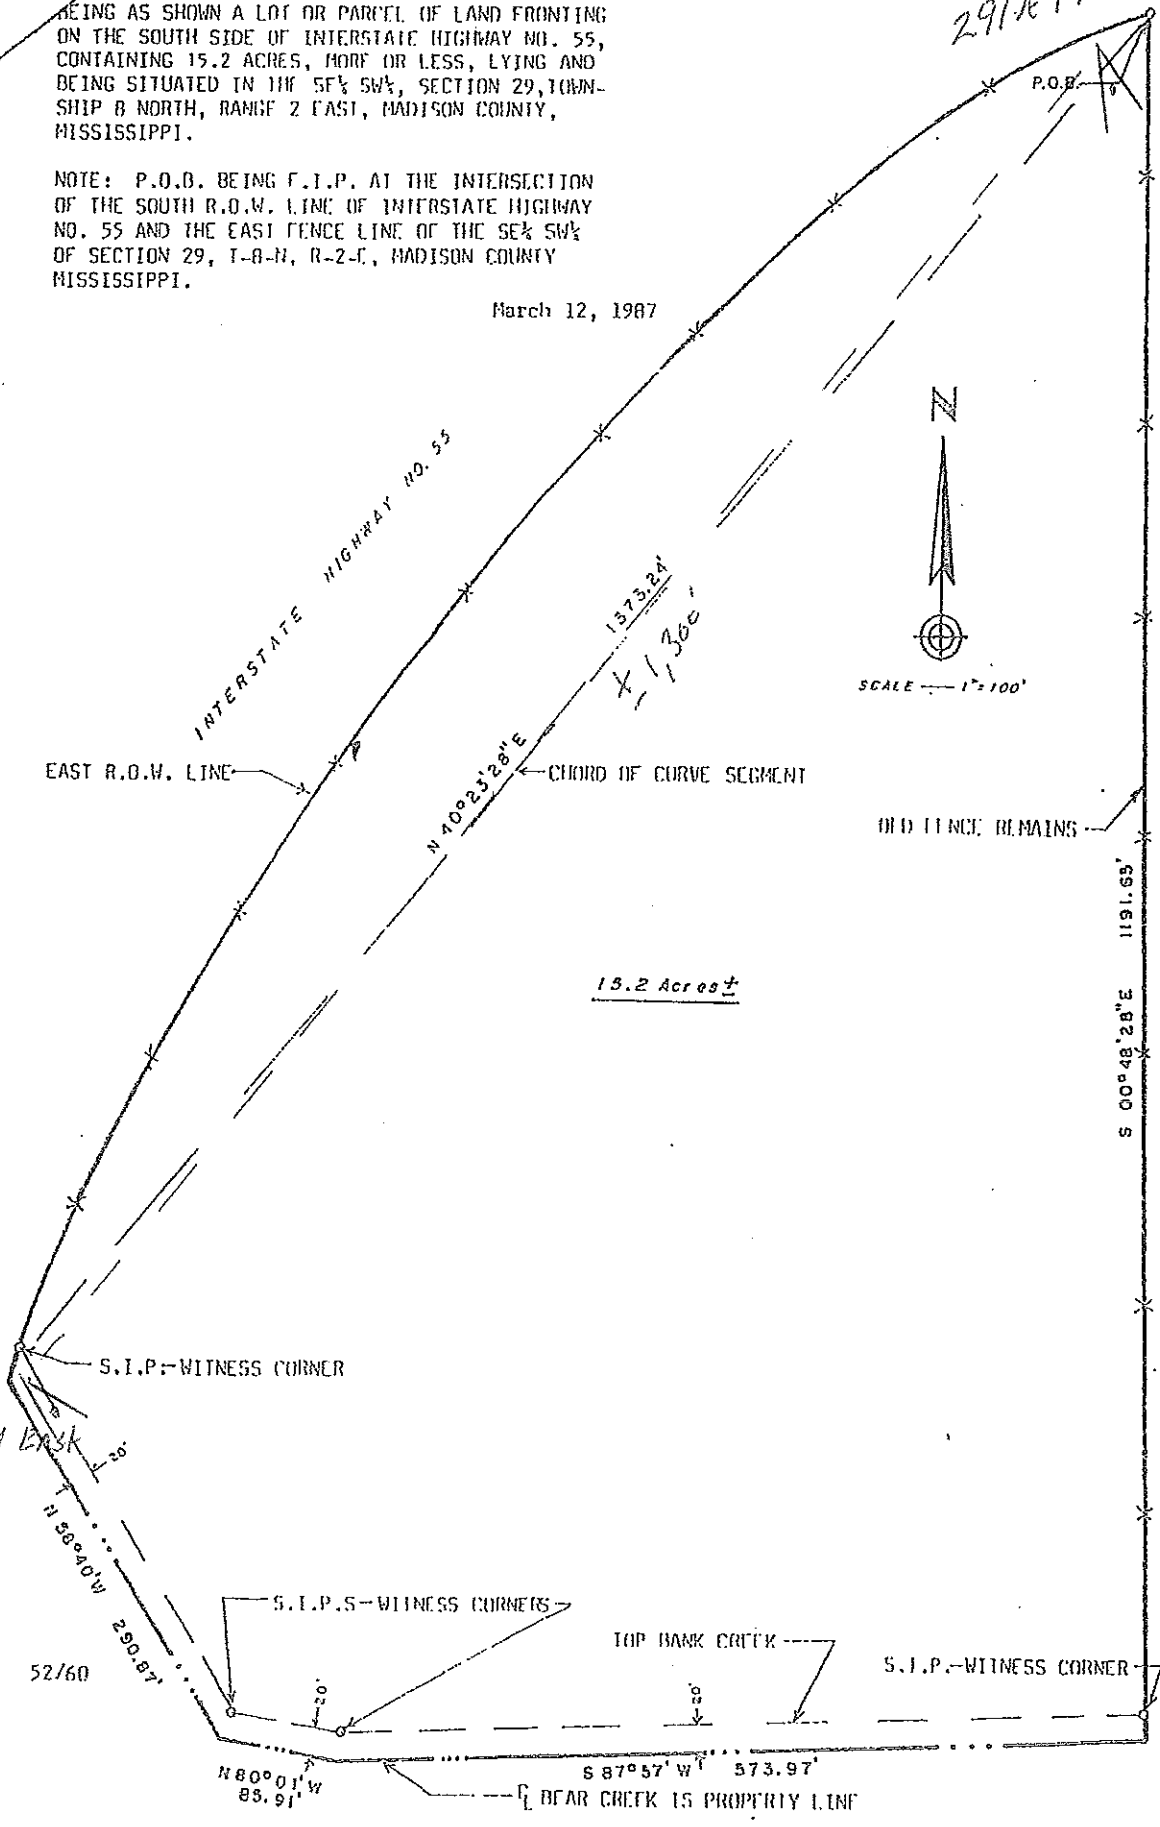 BEING AS SHOWN A LOT OR PARCEL OF LAND FRONTING
ON THE SOUTH SIDE OF INTERSTATE HIGHWAY NO. 55,
CONTAINING 15.2 ACRES, MORE OR LESS, LYING AND
BEING SITUATED IN THE SE¼ SW¼, SECTION 29, TOWN-
SHIP 8 NORTH, RANGE 2 EAST, MADISON COUNTY,
MISSISSIPPI.
NOTE: P.O.B. BEING F.I.P. AT THE INTERSECTION
OF THE SOUTH R.O.W. LINE OF INTERSTATE HIGHWAY
NO. 55 AND THE EAST FENCE LINE OF THE SE¼ SW¼
OF SECTION 29, T-8-N, R-2-E, MADISON COUNTY
MISSISSIPPI.
March 12, 1987
P.O.B.
N
SCALE — 1"=100'
INTERSTATE HIGHWAY NO. 55
1373.24'
± 1,300'
N 40°23'28"E
EAST R.O.W. LINE
CHORD OF CURVE SEGMENT
OLD FENCE REMAINS
S 00°48'28"E 1191.65'
15.2 Acres±
S.I.P.-WITNESS CORNER
20'
N 38°40'W 290.87'
S.I.P.S-WITNESS CORNERS
TOP BANK CREEK
S.I.P.-WITNESS CORNER
52/60
20'
20'
N80°01'W
85.91'
S 87°57'W 573.97'
℄ BEAR CREEK IS PROPERTY LINE